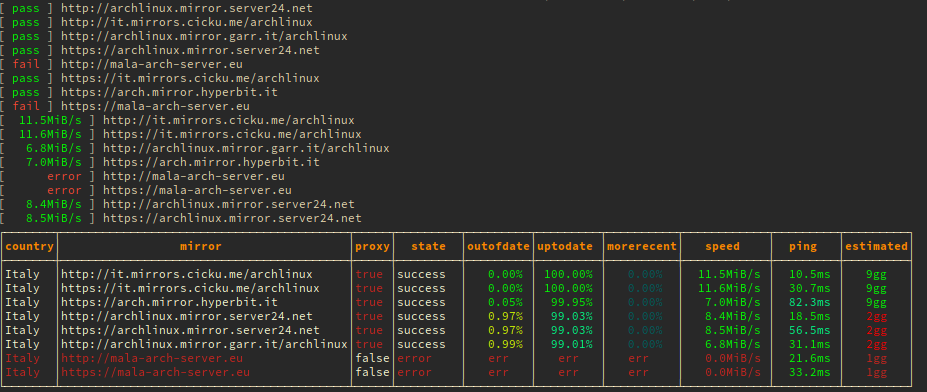 [ pass ] http://archlinux.mirror.server24.net
[ pass ] http://it.mirrors.cicku.me/archlinux
[ pass ] http://archlinux.mirror.garr.it/archlinux
[ pass ] https://archlinux.mirror.server24.net
[ fail ] http://mala-arch-server.eu
[ pass ] https://it.mirrors.cicku.me/archlinux
[ pass ] https://arch.mirror.hyperbit.it
[ fail ] https://mala-arch-server.eu
[ 11.5MiB/s ] http://it.mirrors.cicku.me/archlinux
[ 11.6MiB/s ] https://it.mirrors.cicku.me/archlinux
[ 6.8MiB/s ] http://archlinux.mirror.garr.it/archlinux
[ 7.0MiB/s ] https://arch.mirror.hyperbit.it
[ error ] http://mala-arch-server.eu
[ error ] https://mala-arch-server.eu
[ 8.4MiB/s ] http://archlinux.mirror.server24.net
[ 8.5MiB/s ] https://archlinux.mirror.server24.net
country mirror proxy state outofdate uptodate morerecent speed ping estimated
Italy http://it.mirrors.cicku.me/archlinux true success 0.00% 100.00% 0.00% 11.5MiB/s 10.5ms 9gg
Italy https://it.mirrors.cicku.me/archlinux true success 0.00% 100.00% 0.00% 11.6MiB/s 30.7ms 9gg
Italy https://arch.mirror.hyperbit.it true success 0.05% 99.95% 0.00% 7.0MiB/s 82.3ms 9gg
Italy http://archlinux.mirror.server24.net true success 0.97% 99.03% 0.00% 8.4MiB/s 18.5ms 2gg
Italy https://archlinux.mirror.server24.net true success 0.97% 99.03% 0.00% 8.5MiB/s 56.5ms 2gg
Italy http://archlinux.mirror.garr.it/archlinux true success 0.99% 99.01% 0.00% 6.8MiB/s 31.1ms 2gg
Italy http://mala-arch-server.eu false error err err err 0.0MiB/s 21.6ms 1gg
Italy https://mala-arch-server.eu false error err err err 0.0MiB/s 33.2ms 1gg